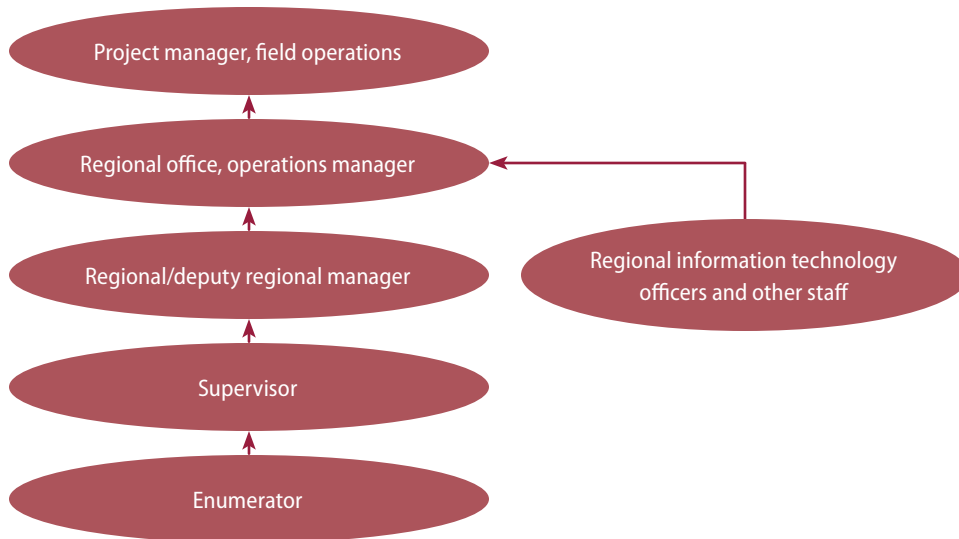 Project manager, field operations
Regional office, operations manager
Regional/deputy regional manager
Regional information technology
officers and other staff
Supervisor
Enumerator